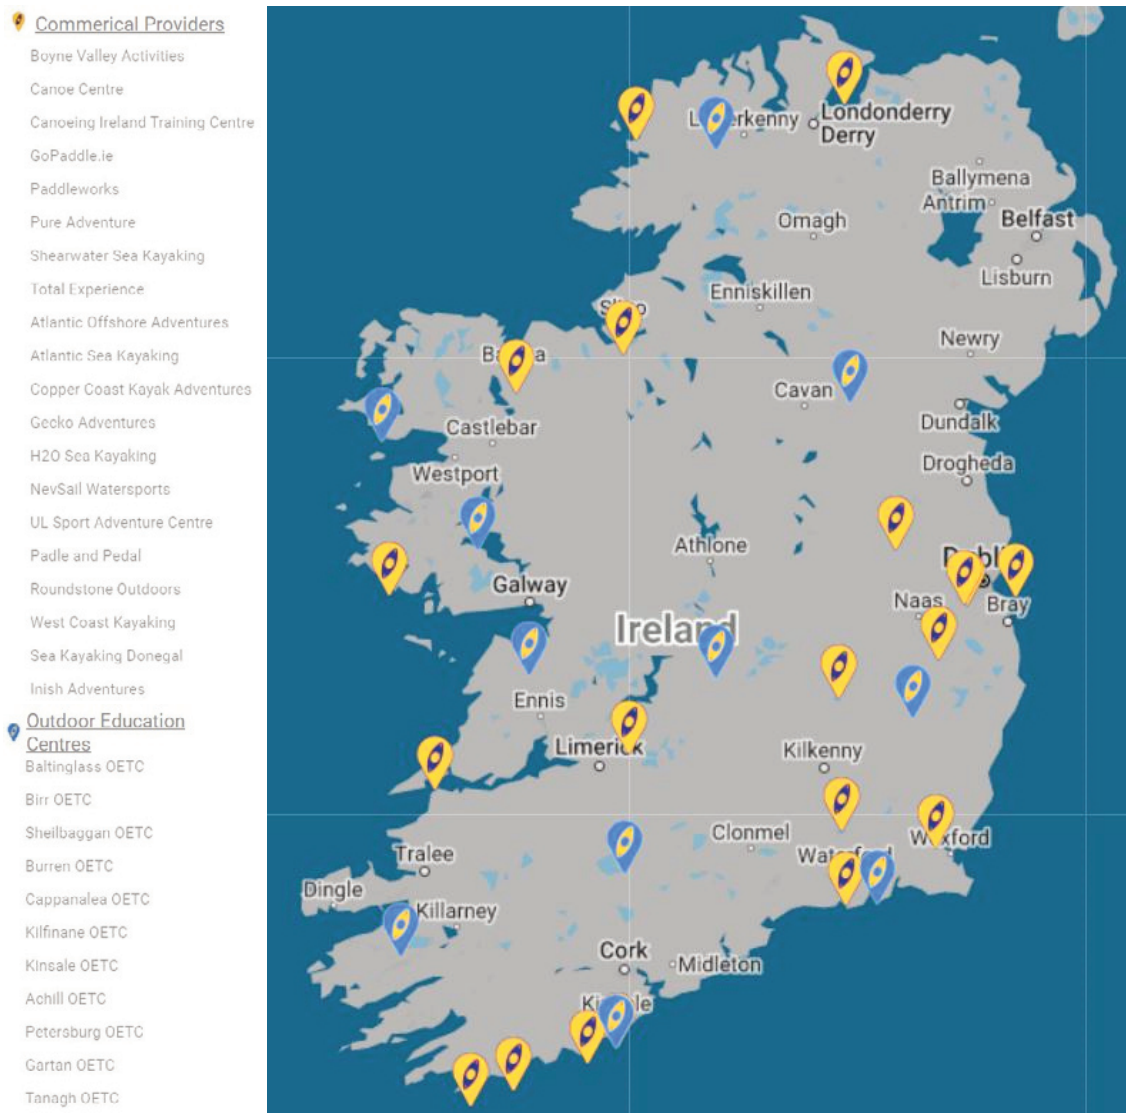 Commerical Providers
Boyne Valley Activities
Canoe Centre
Canoeing Ireland Training Centre
GoPaddle.ie
Paddleworks
Pure Adventure
Shearwater Sea Kayaking
Total Experience
Atlantic Offshore Adventures
Atlantic Sea Kayaking
Copper Coast Kayak Adventures
Gecko Adventures
H2O Sea Kayaking
NevSail Watersports
UL Sport Adventure Centre
Padle and Pedal
Roundstone Outdoors
West Coast Kayaking
Sea Kayaking Donegal
Inish Adventures
Outdoor Education
Centres
Baltinglass OETC
Birr OETC
Sheilbaggan OETC
Burren OETC
Cappanalea OETC
Kilfinane OETC
Kinsale OETC
Achill OETC
Petersburg OETC
Gartan OETC
Tanagh OETC
Londonderry
Derry
Ballymena
Antrim
Belfast
Omagh
Lisburn
Enniskillen
Newry
Cavan
Castlebar
Dundalk
Westport
Drogheda
Athlone
Galway
Naas
Bray
Ireland
Ennis
Limerick
Kilkenny
Clonmel
Tralee
Dingle
Killarney
Cork
Midleton